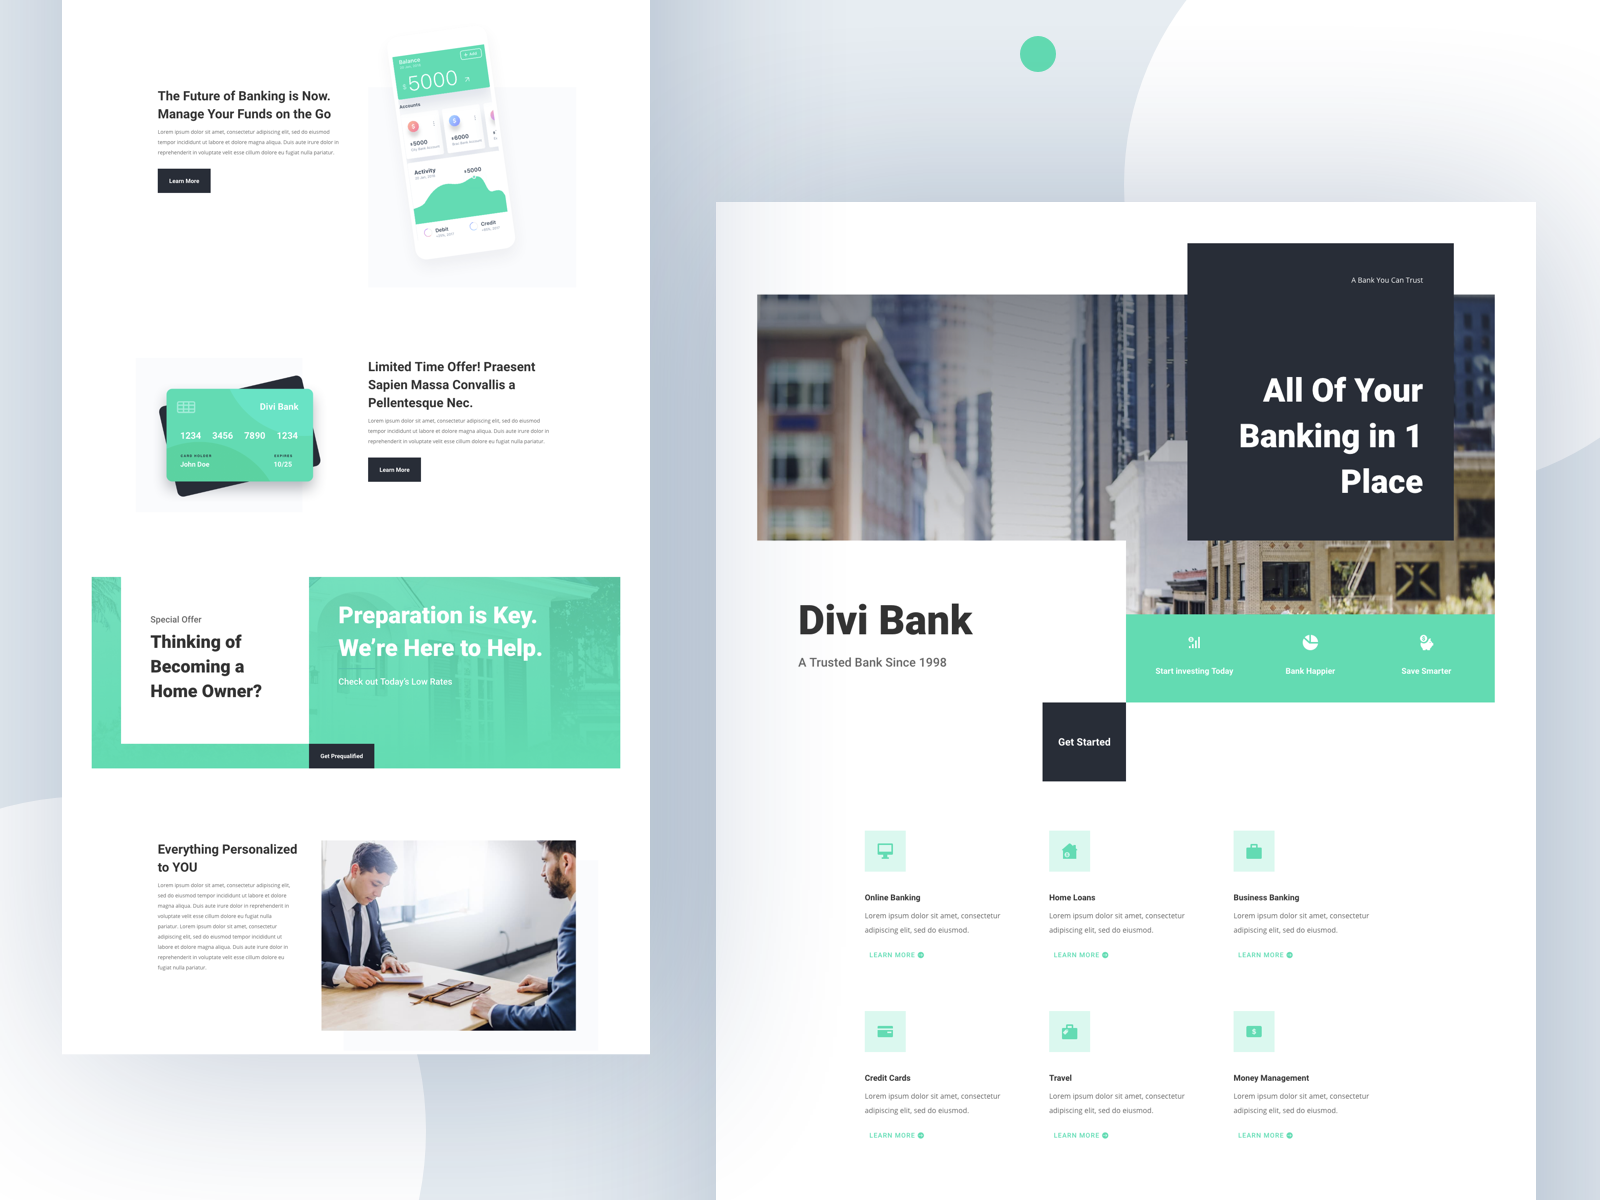 The Future of Banking is Now.
Manage Your Funds on the Go
Lorem ipsum dolor sit amet, consectetur adipiscing elit, sed do eiusmod
tempor incididunt ut labore et dolore magna aliqua. Duis aute irure dolor in
reprehenderit in voluptate velit esse cillum dolore eu fugiat nulla pariatur.
Learn More
Balance
$5000
Accounts
+5000
+6000
Activity
+5000
Debit
Credit
Divi Bank
1234 3456 7890 1234
CARD HOLDER
EXPIRES
John Doe
10/25
Limited Time Offer! Praesent
Sapien Massa Convallis a
Pellentesque Nec.
Lorem ipsum dolor sit amet, consectetur adipiscing elit, sed do eiusmod
tempor incididunt ut labore et dolore magna aliqua. Duis aute irure dolor in
reprehenderit in voluptate velit esse cillum dolore eu fugiat nulla pariatur.
Learn More
Special Offer
Thinking of
Becoming a
Home Owner?
Preparation is Key.
We’re Here to Help.
Check out Today’s Low Rates
Get Prequalified
Everything Personalized
to YOU
Lorem ipsum dolor sit amet, consectetur adipiscing elit,
sed do eiusmod tempor incididunt ut labore et dolore
magna aliqua. Duis aute irure dolor in reprehenderit in
voluptate velit esse cillum dolore eu fugiat nulla
pariatur. Lorem ipsum dolor sit amet, consectetur
adipiscing elit, sed do eiusmod tempor incididunt ut
labore et dolore magna aliqua. Duis aute irure dolor in
reprehenderit in voluptate velit esse cillum dolore eu
fugiat nulla pariatur.
A Bank You Can Trust
All Of Your
Banking in 1
Place
Divi Bank
A Trusted Bank Since 1998
Start investing Today
Bank Happier
Save Smarter
Get Started
Online Banking
Lorem ipsum dolor sit amet, consectetur
adipiscing elit, sed do eiusmod.
LEARN MORE
Home Loans
Lorem ipsum dolor sit amet, consectetur
adipiscing elit, sed do eiusmod.
LEARN MORE
Business Banking
Lorem ipsum dolor sit amet, consectetur
adipiscing elit, sed do eiusmod.
LEARN MORE
Credit Cards
Lorem ipsum dolor sit amet, consectetur
adipiscing elit, sed do eiusmod.
LEARN MORE
Travel
Lorem ipsum dolor sit amet, consectetur
adipiscing elit, sed do eiusmod.
LEARN MORE
Money Management
Lorem ipsum dolor sit amet, consectetur
adipiscing elit, sed do eiusmod.
LEARN MORE